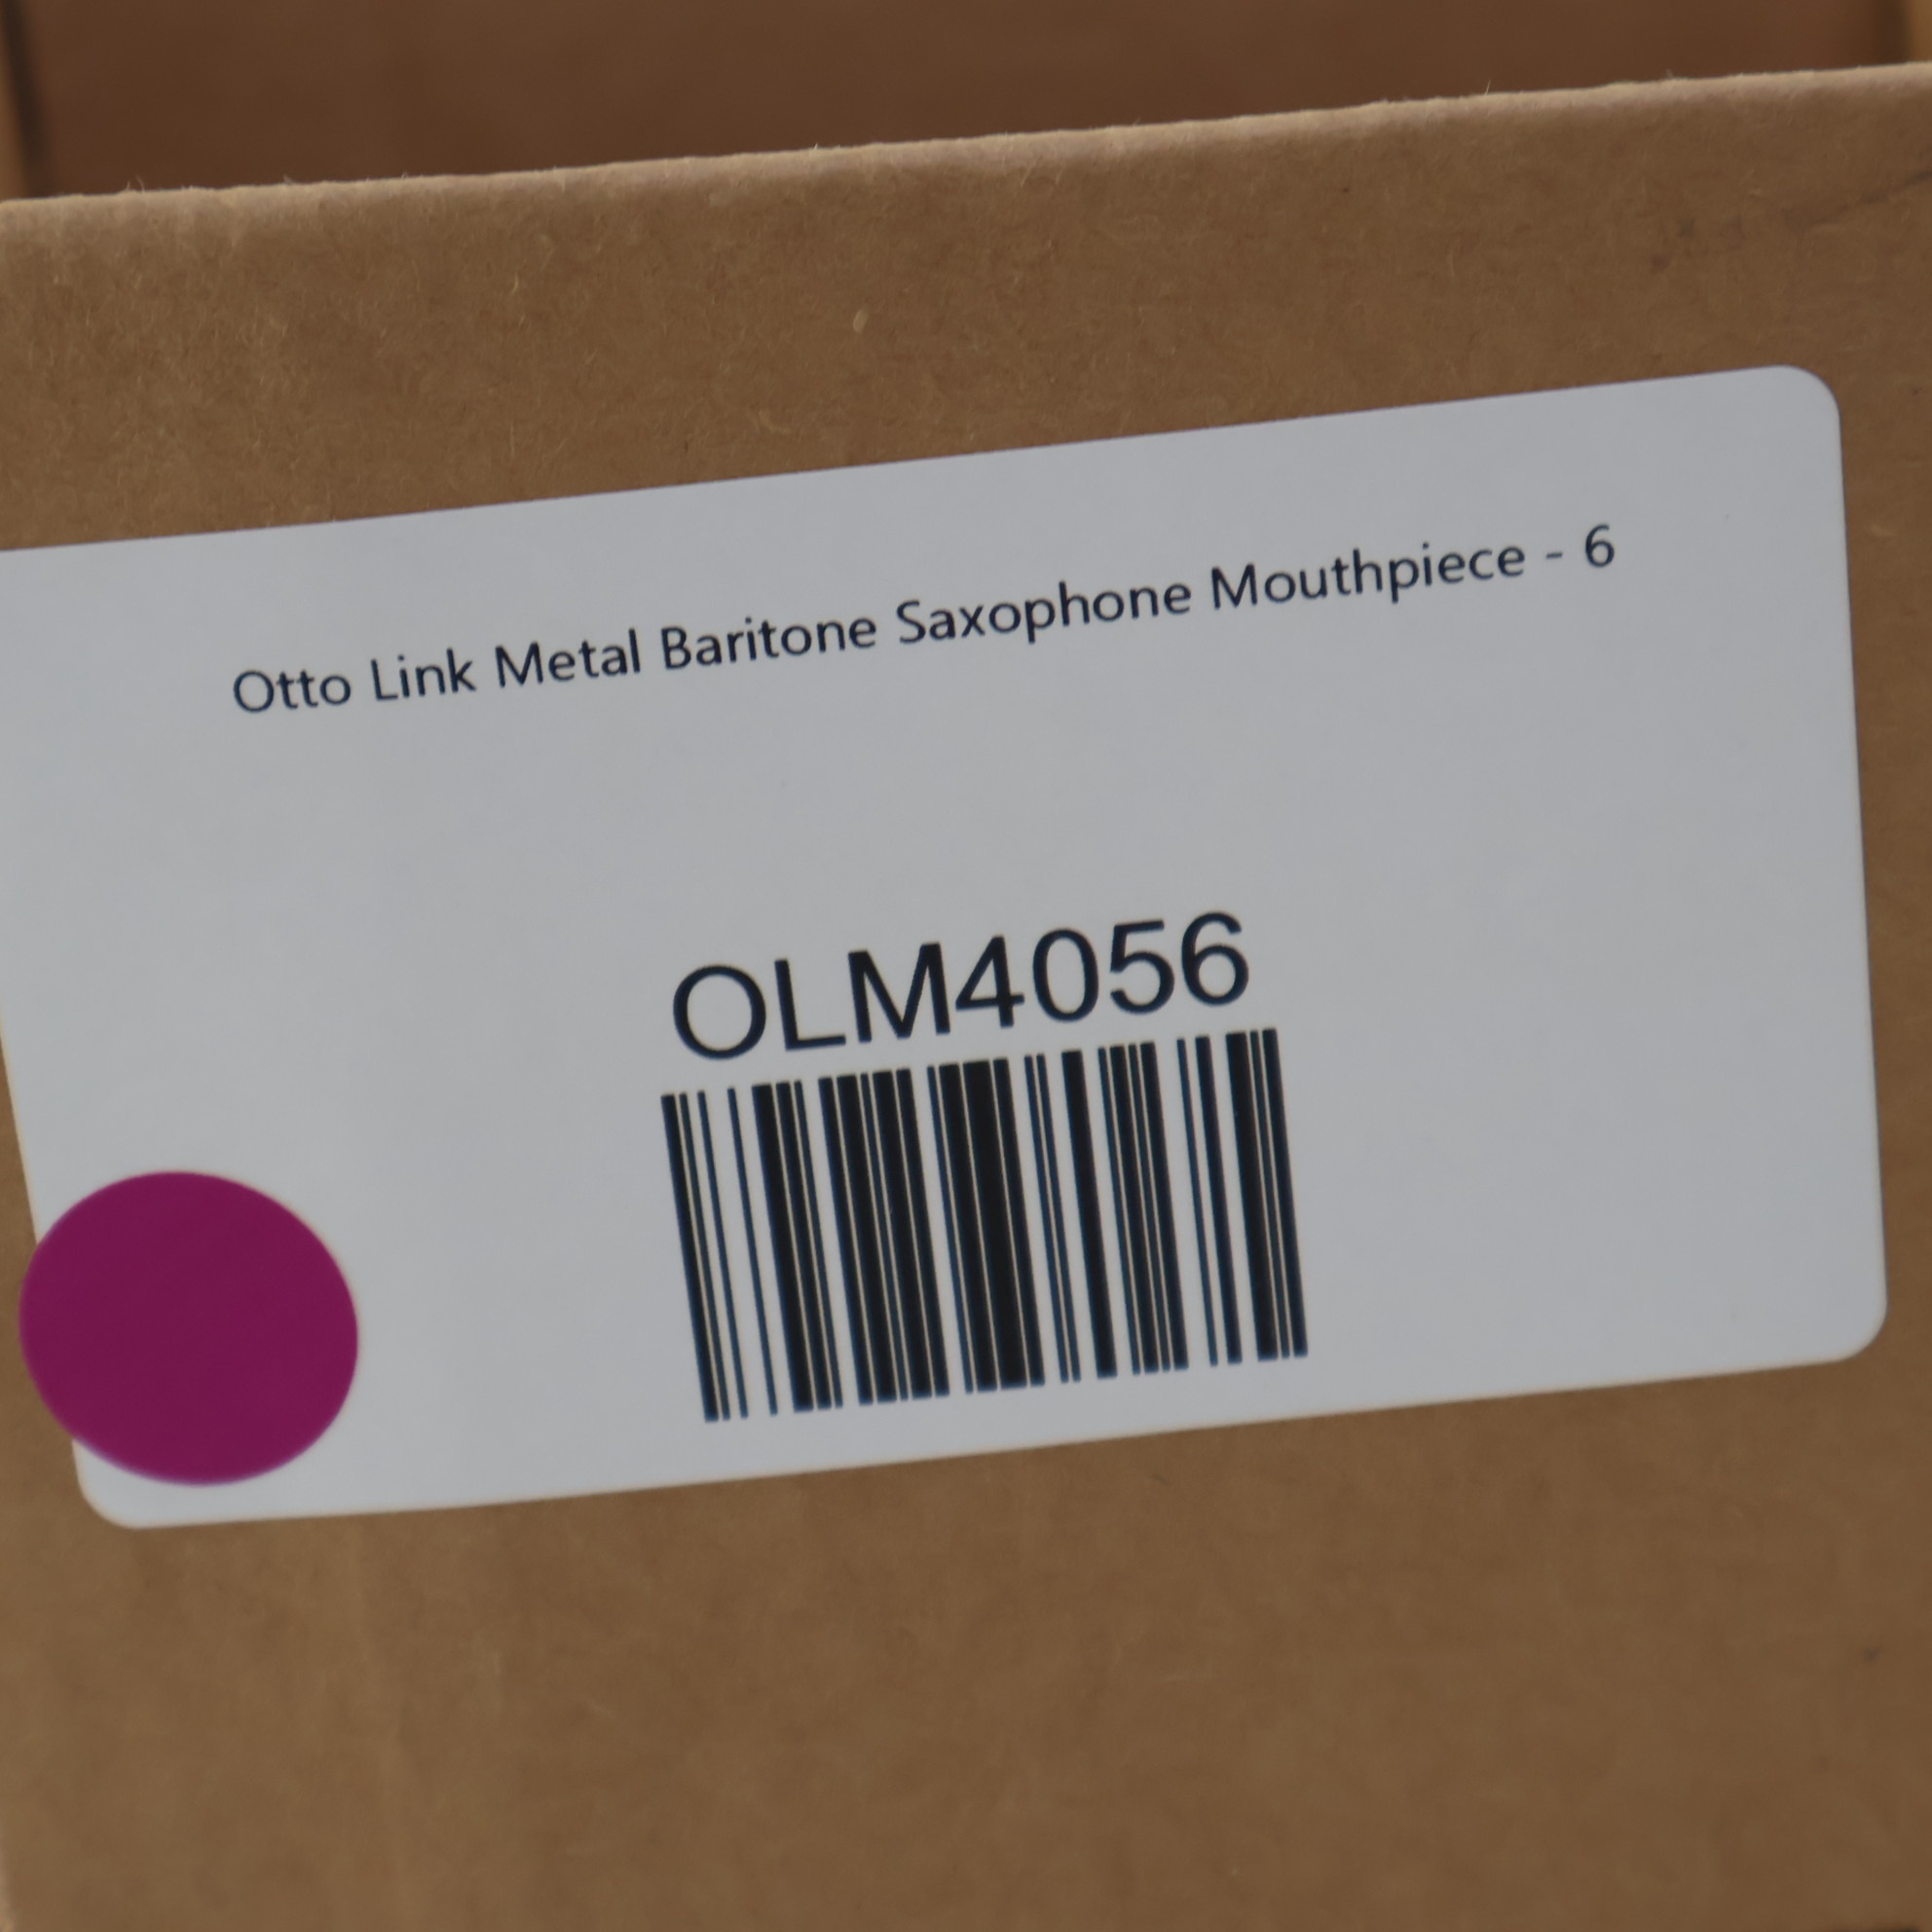 Otto Link Metal Baritone Saxophone Mouthpiece - 6
OLM4056